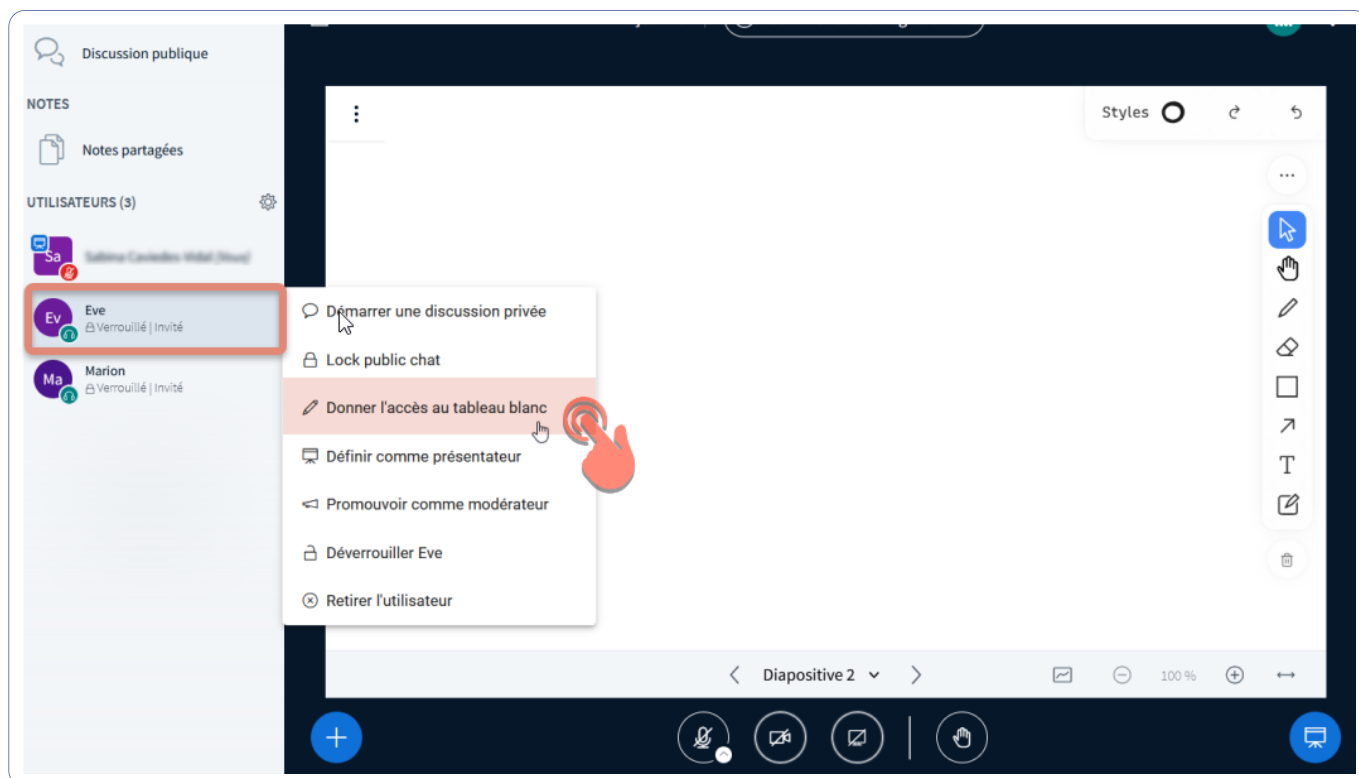 Discussion publique
NOTES
Notes partagées
UTILISATEURS (3)
Sa
Ev
Eve
Verrouillé | Invité
Ma
Marion
Verrouillé | Invité
Démarrer une discussion privée
Lock public chat
Donner l'accès au tableau blanc
Définir comme présentateur
Promouvoir comme modérateur
Déverrouiller Eve
Retirer l'utilisateur
Styles
T
Diapositive 2
100 %